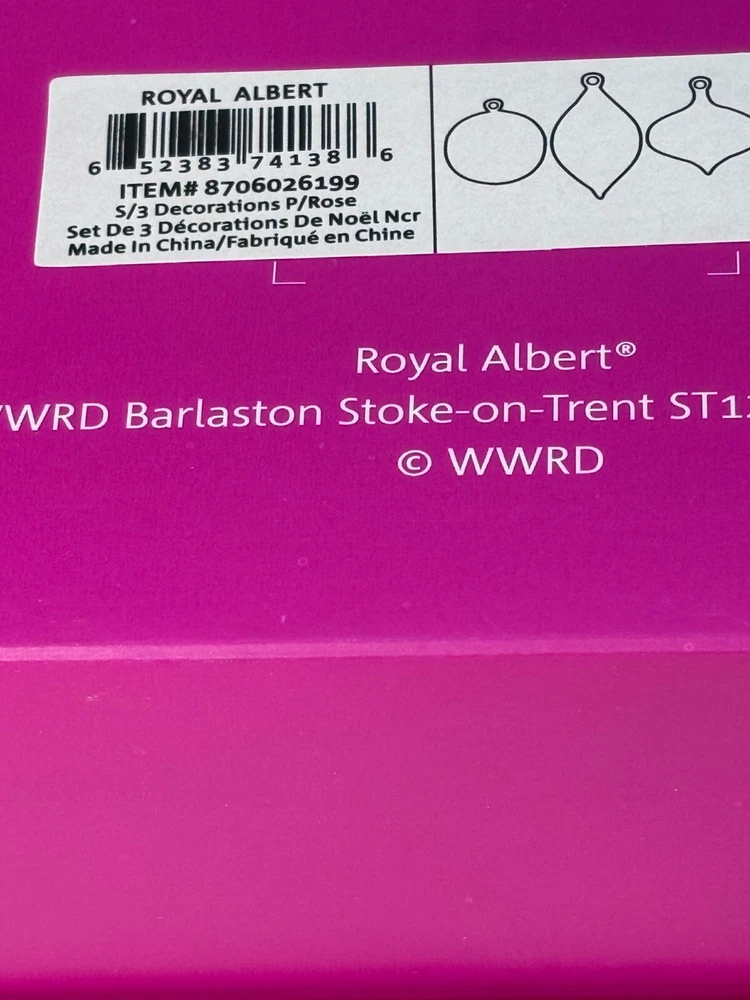 ROYAL ALBERT
6 52383 74138 6
ITEM# 8706026199
S/3 Decorations P/Rose
Set De 3 Décorations De Noël Ncr
Made In China/Fabriqué en Chine
Royal Albert®
WWRD Barlaston Stoke-on-Trent
© WWRD